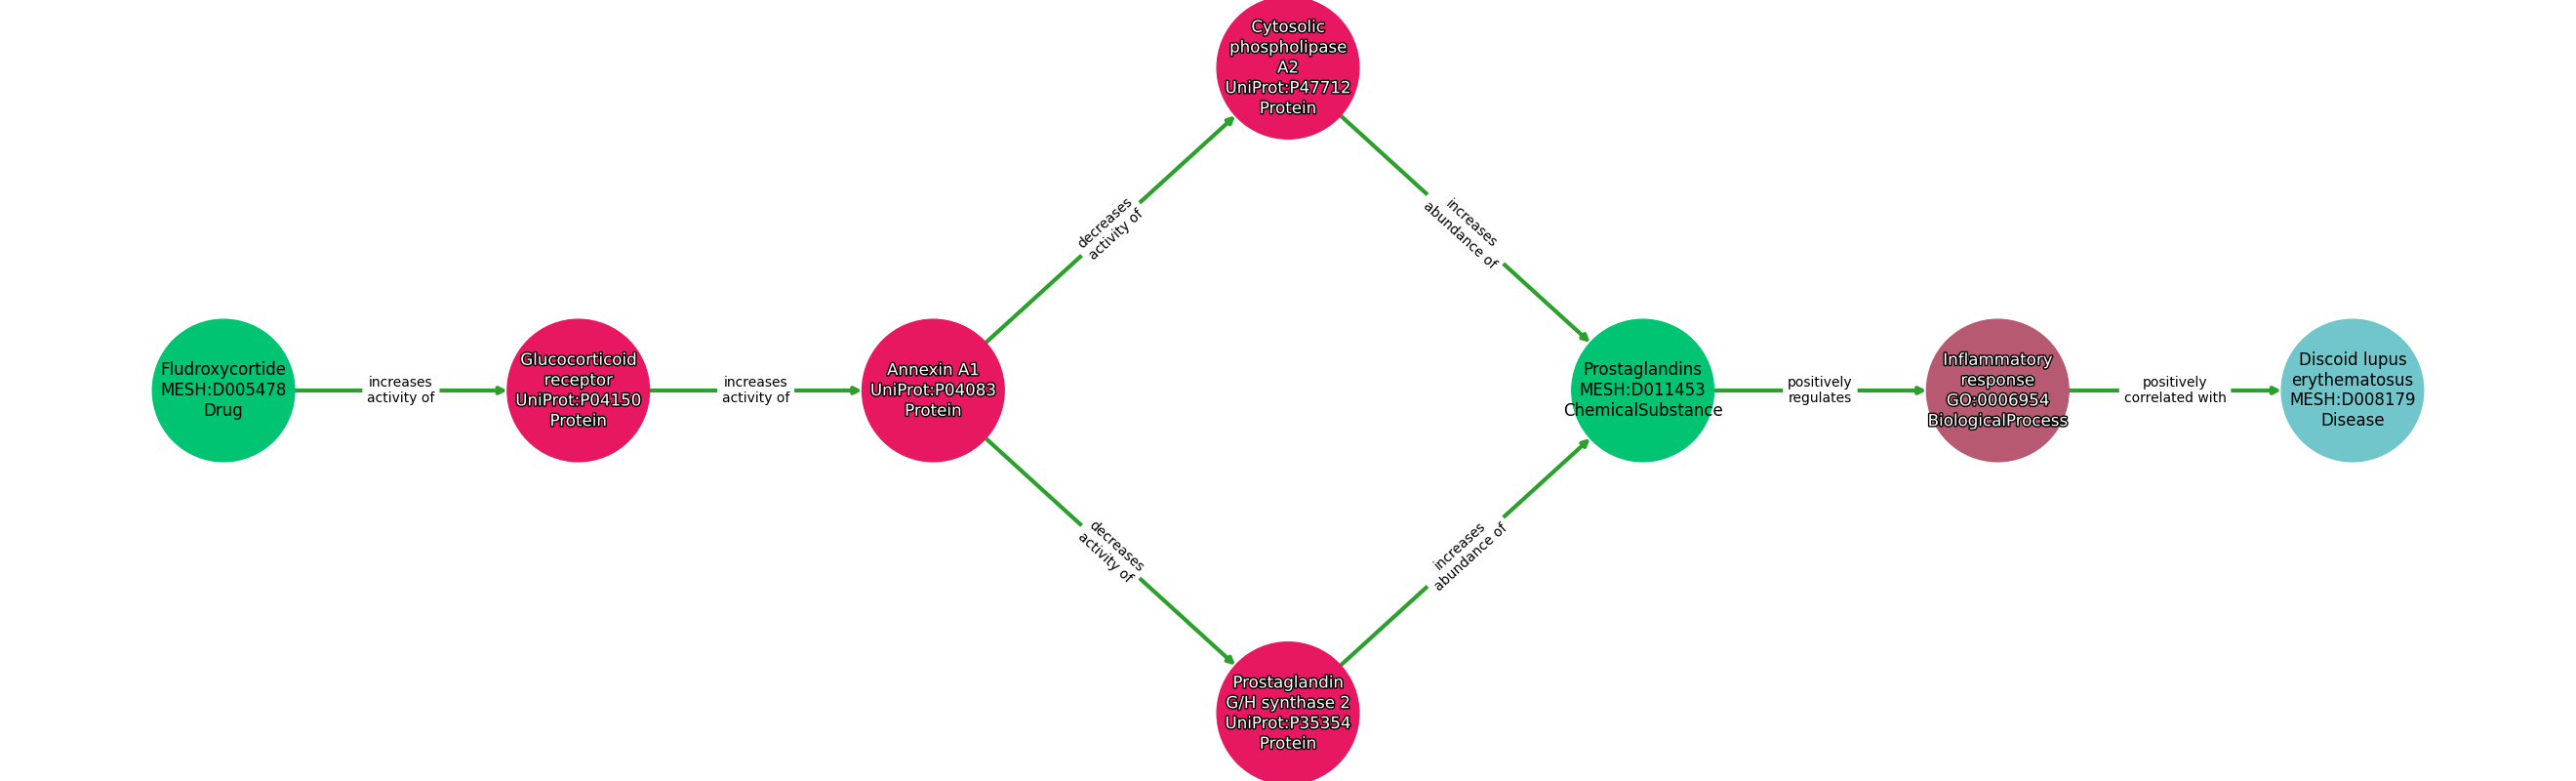 Cytosolic
phospholipase
A2
UniProt:P47712
Protein
decreases
activity of
increases
abundance of
Fludroxycortide
MESH:D005478
Drug
increases
activity of
Glucocorticoid
receptor
UniProt:P04150
Protein
increases
activity of
Annexin A1
UniProt:P04083
Protein
Prostaglandins
MESH:D011453
ChemicalSubstance
positively
regulates
Inflammatory
response
GO:0006954
BiologicalProcess
positively
correlated with
Discoid lupus
erythematosus
MESH:D008179
Disease
decreases
activity of
increases
abundance of
Prostaglandin
G/H synthase 2
UniProt:P35354
Protein